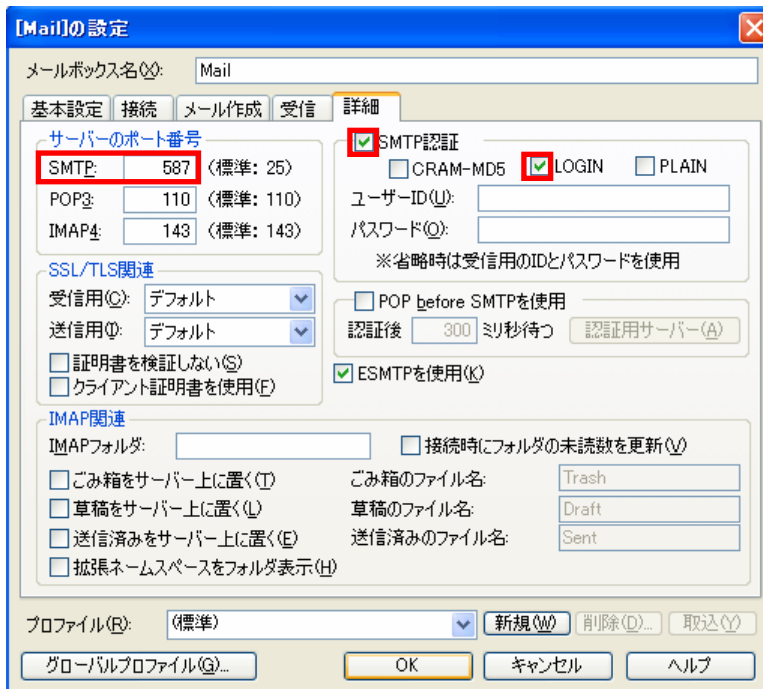 [Mail]の設定
メールボックス名(X): Mail
基本設定 接続 メール作成 受信 詳細
サーバーのポート番号
SMTP: 587 (標準: 25)
POP3: 110 (標準: 110)
IMAP4: 143 (標準: 143)
SMTP認証
CRAM-MD5 LOGIN PLAIN
ユーザーID(U):
パスワード(O):
※省略時は受信用のIDとパスワードを使用
SSL/TLS関連
受信用(C): デフォルト
送信用(I): デフォルト
証明書を検証しない(S)
クライアント証明書を使用(F)
POP before SMTPを使用
認証後 300 ミリ秒待つ 認証用サーバー(A)
ESMTPを使用(K)
IMAP関連
IMAPフォルダ: 接続時にフォルダの未読数を更新(V)
ごみ箱をサーバー上に置く(T) ごみ箱のファイル名: Trash
草稿をサーバー上に置く(L) 草稿のファイル名: Draft
送信済みをサーバー上に置く(E) 送信済みのファイル名: Sent
拡張ネームスペースをフォルダ表示(H)
プロファイル(R): (標準) 新規(W) 削除(D)... 取込(Y)
グローバルプロファイル(G)... OK キャンセル ヘルプ